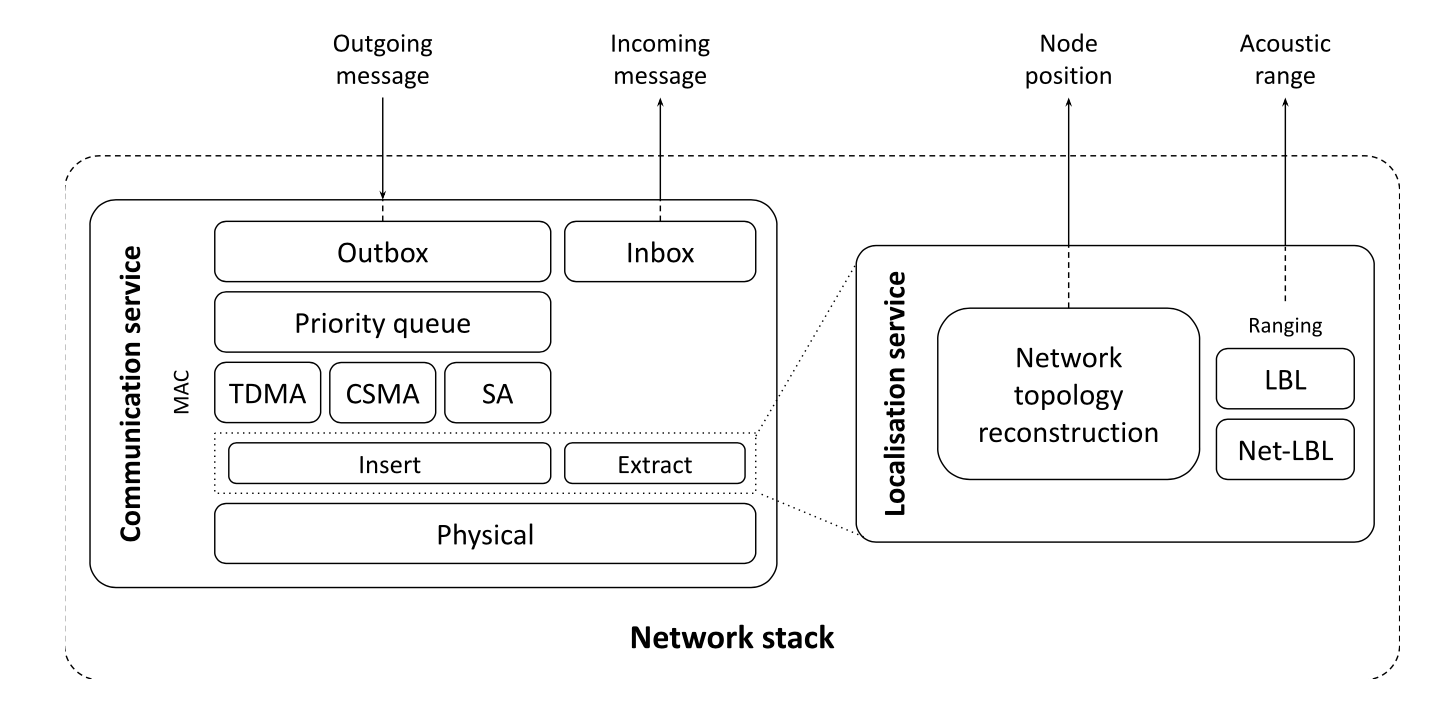 Outgoing
message
Incoming
message
Node
position
Acoustic
range
Communication service
MAC
Outbox
Inbox
Priority queue
TDMA
CSMA
SA
Insert
Extract
Physical
Localisation service
Network
topology
reconstruction
Ranging
LBL
Net-LBL
Network stack